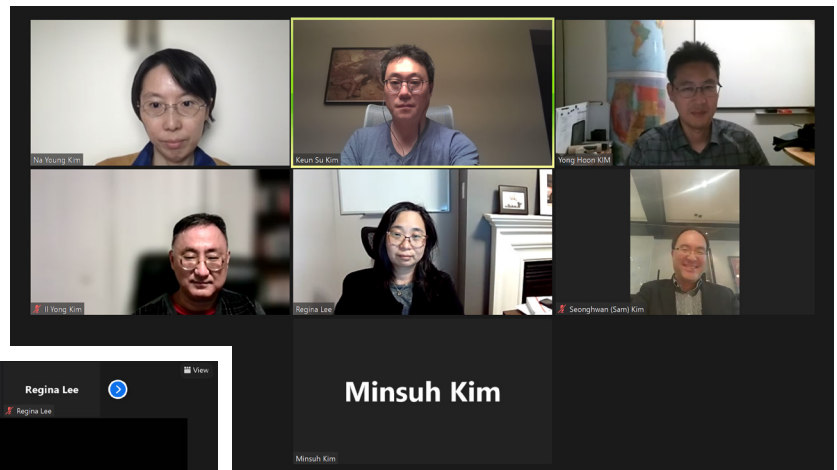 Na Young Kim
Keun Su Kim
Yong Hoon KIM
Il Yong Kim
Regina Lee
Seonghwan (Sam) Kim
Minsuh Kim
Minsuh Kim
View
Regina Lee
Regina Lee